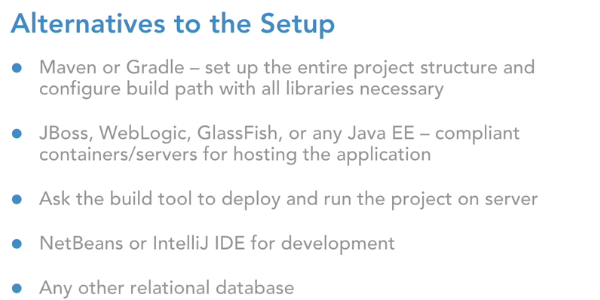 Alternatives to the Setup
● Maven or Gradle – set up the entire project structure and
configure build path with all libraries necessary
● JBoss, WebLogic, GlassFish, or any Java EE – compliant
containers/servers for hosting the application
● Ask the build tool to deploy and run the project on server
● NetBeans or IntelliJ IDE for development
● Any other relational database